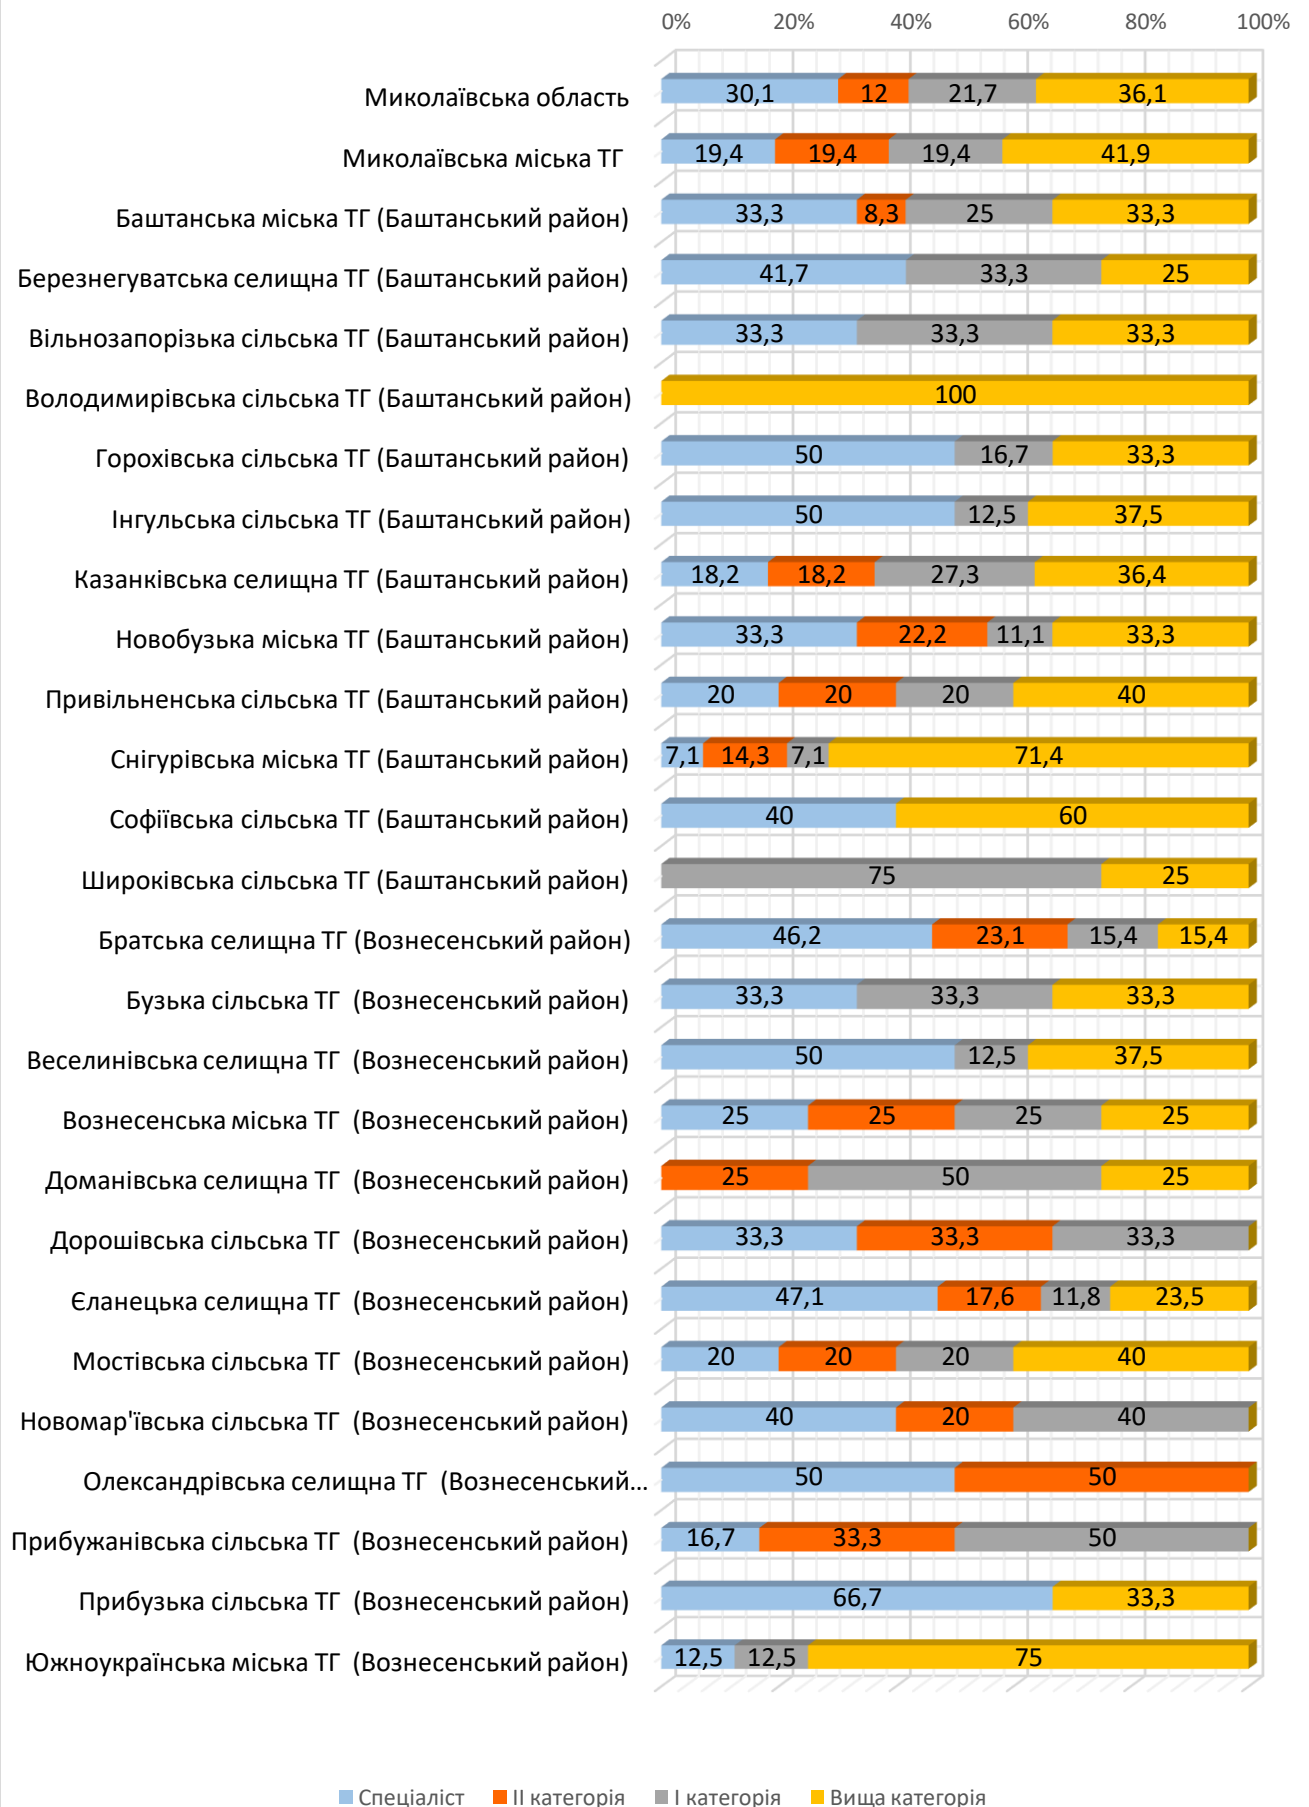 0% 20% 40% 60% 80% 100%
Миколаївська область 30,1 12 21,7 36,1
Миколаївська міська ТГ 19,4 19,4 19,4 41,9
Баштанська міська ТГ (Баштанський район) 33,3 8,3 25 33,3
Березнегуватська селищна ТГ (Баштанський район) 41,7 33,3 25
Вільнозапорізька сільська ТГ (Баштанський район) 33,3 33,3 33,3
Володимирівська сільська ТГ (Баштанський район) 100
Горохівська сільська ТГ (Баштанський район) 50 16,7 33,3
Інгульська сільська ТГ (Баштанський район) 50 12,5 37,5
Казанківська селищна ТГ (Баштанський район) 18,2 18,2 27,3 36,4
Новобузька міська ТГ (Баштанський район) 33,3 22,2 11,1 33,3
Привільненська сільська ТГ (Баштанський район) 20 20 20 40
Снігурівська міська ТГ (Баштанський район) 7,1 14,3 7,1 71,4
Софіївська сільська ТГ (Баштанський район) 40 60
Широківська сільська ТГ (Баштанський район) 75 25
Братська селищна ТГ (Вознесенський район) 46,2 23,1 15,4 15,4
Бузька сільська ТГ (Вознесенський район) 33,3 33,3 33,3
Веселинівська селищна ТГ (Вознесенський район) 50 12,5 37,5
Вознесенська міська ТГ (Вознесенський район) 25 25 25 25
Доманівська селищна ТГ (Вознесенський район) 25 50 25
Дорошівська сільська ТГ (Вознесенський район) 33,3 33,3 33,3
Єланецька селищна ТГ (Вознесенський район) 47,1 17,6 11,8 23,5
Мостівська сільська ТГ (Вознесенський район) 20 20 20 40
Новомар'ївська сільська ТГ (Вознесенський район) 40 20 40
Олександрівська селищна ТГ (Вознесенський... 50 50
Прибужанівська сільська ТГ (Вознесенський район) 16,7 33,3 50
Прибузька сільська ТГ (Вознесенський район) 66,7 33,3
Южноукраїнська міська ТГ (Вознесенський район) 12,5 12,5 75
Спеціаліст ІІ категорія І категорія Вища категорія